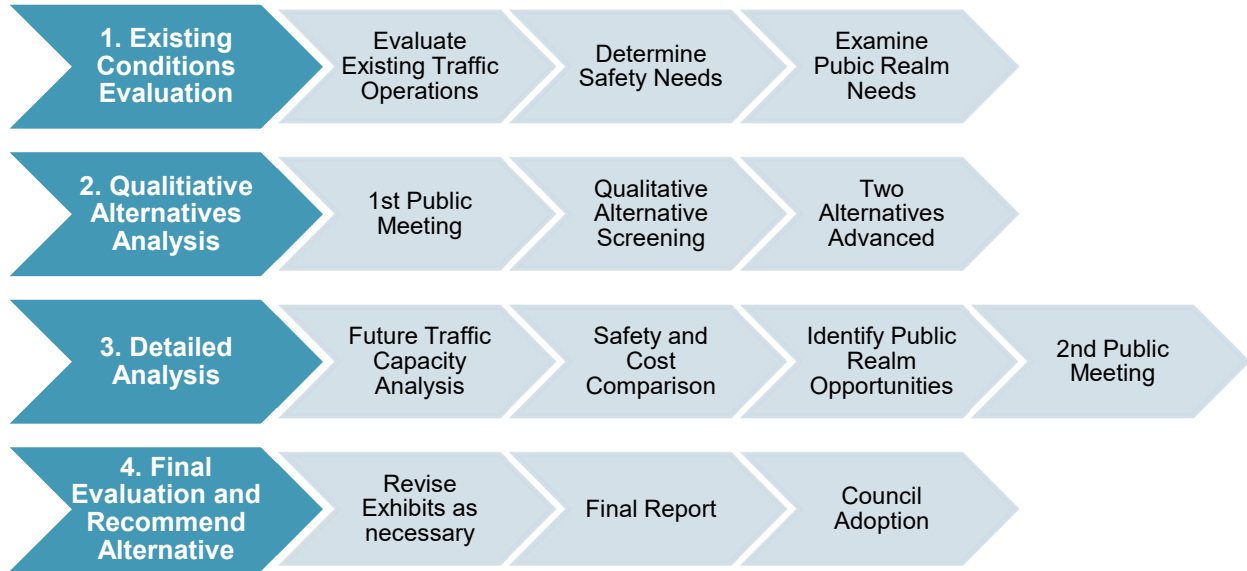 1. Existing
Conditions
Evaluation
Evaluate
Existing Traffic
Operations
Determine
Safety Needs
Examine
Pubic Realm
Needs
2. Qualitiative
Alternatives
Analysis
1st Public
Meeting
Qualitative
Alternative
Screening
Two
Alternatives
Advanced
3. Detailed
Analysis
Future Traffic
Capacity
Analysis
Safety and
Cost
Comparison
Identify Public
Realm
Opportunities
2nd Public
Meeting
4. Final
Evaluation and
Recommend
Alternative
Revise
Exhibits as
necessary
Final Report
Council
Adoption